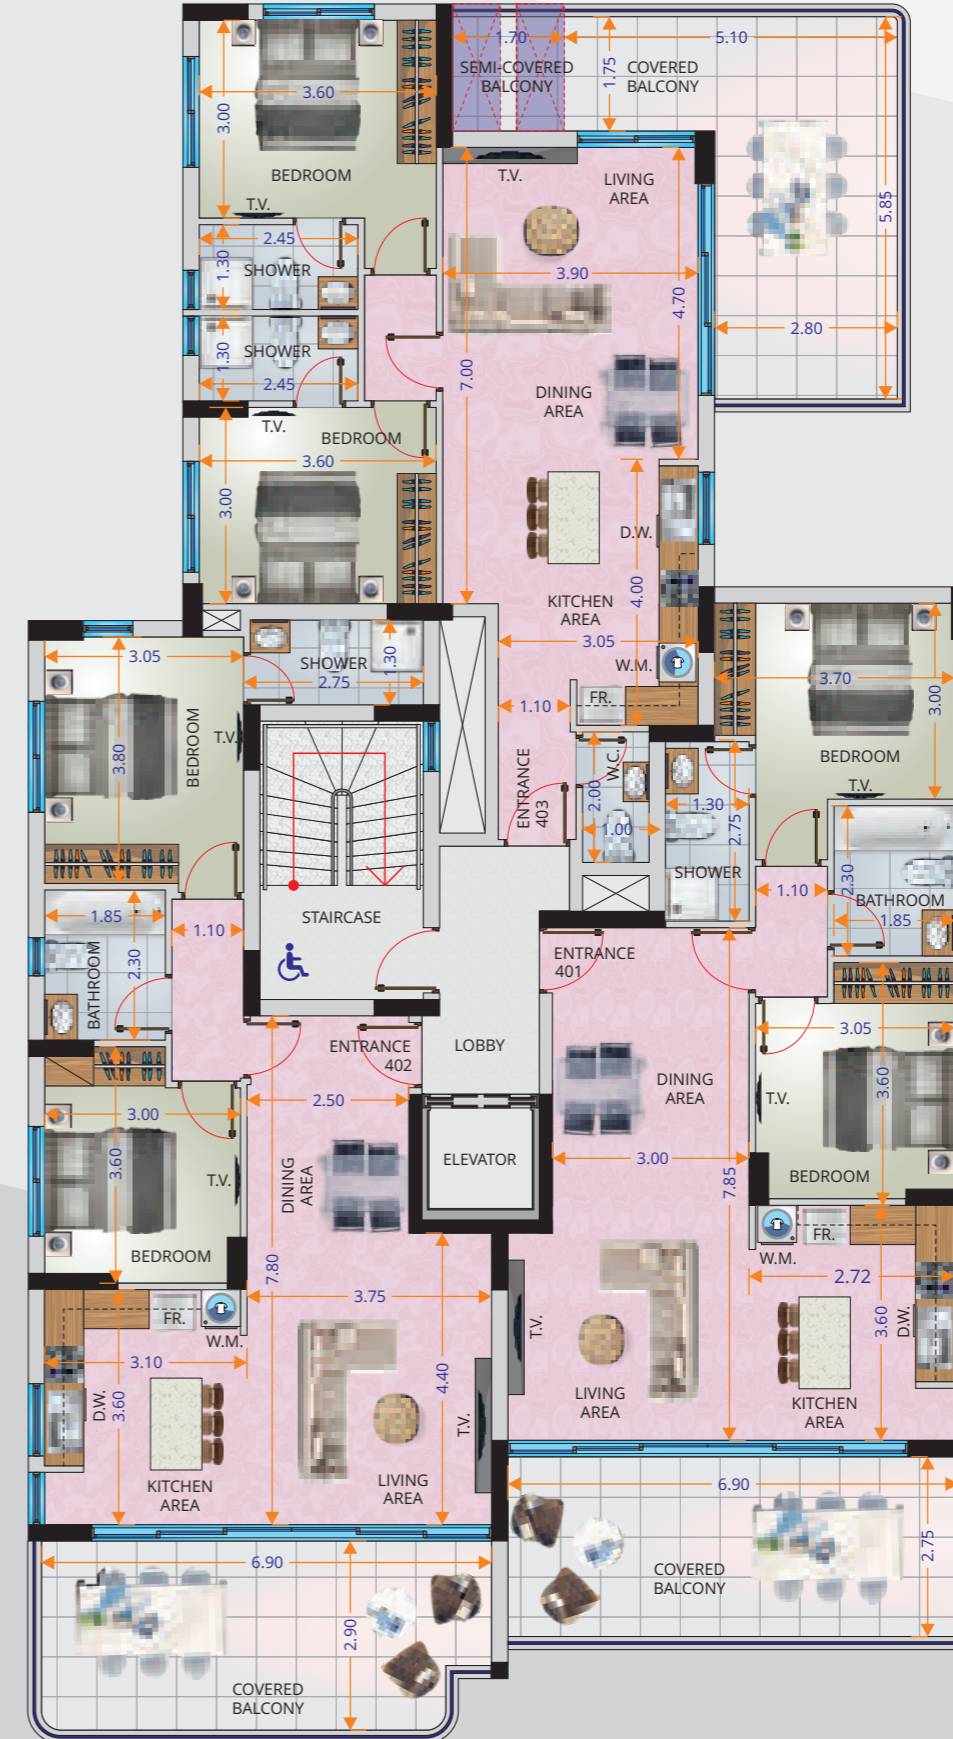 1.70
5.10
SEMI-COVERED
BALCONY
1.75
COVERED
BALCONY
3.60
3.00
BEDROOM
T.V.
T.V.
LIVING
AREA
5.85
2.45
1.30
SHOWER
3.90
4.70
2.80
1.30
SHOWER
2.45
7.00
DINING
AREA
T.V.
BEDROOM
3.60
3.00
D.W.
4.00
KITCHEN
AREA
3.05
W.M.
FR.
1.10
3.05
SHOWER
1.30
2.75
3.80
BEDROOM
T.V.
3.70
3.00
BEDROOM
T.V.
ENTRANCE
403
W.C.
2.00
1.00
1.30
2.75
SHOWER
1.10
2.30
BATHROOM
1.85
STAIRCASE
1.85
2.30
BATHROOM
1.10
ENTRANCE
401
LOBBY
ENTRANCE
402
3.05
3.60
T.V.
BEDROOM
DINING
AREA
3.00
7.85
2.50
ELEVATOR
3.00
3.60
T.V.
BEDROOM
DINING
AREA
7.80
3.75
FR.
W.M.
3.10
D.W.
3.60
4.40
T.V.
KITCHEN
AREA
LIVING
AREA
T.V.
LIVING
AREA
W.M.
FR.
2.72
3.60
D.W.
KITCHEN
AREA
6.90
2.75
COVERED
BALCONY
6.90
2.90
COVERED
BALCONY